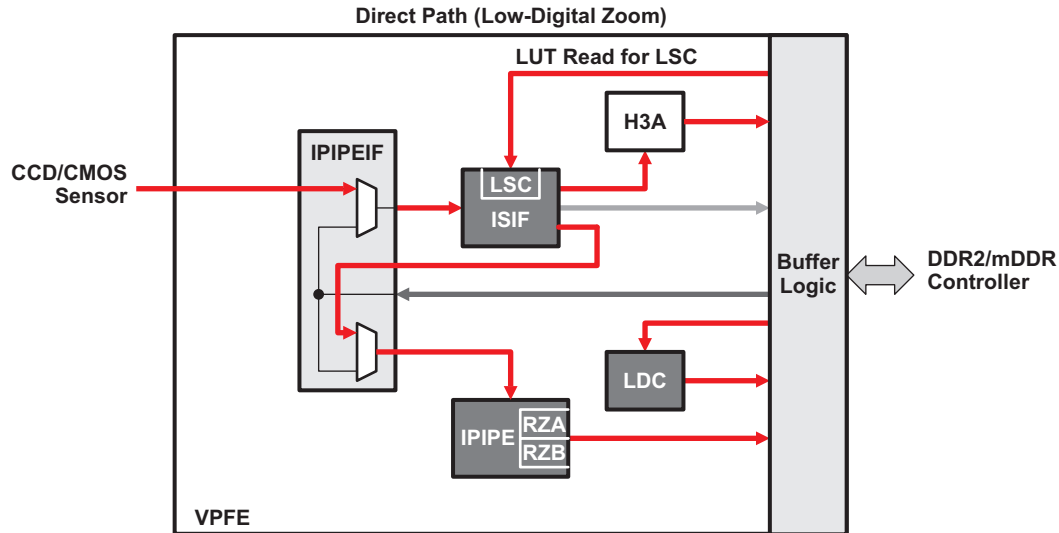 Direct Path (Low-Digital Zoom)
LUT Read for LSC
H3A
IPIPEIF
CCD/CMOS
Sensor
LSC
ISIF
Buffer
Logic
DDR2/mDDR
Controller
LDC
IPIPE
RZA
RZB
VPFE